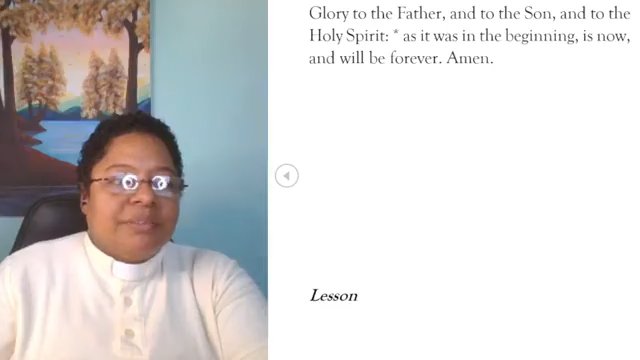 Glory to the Father, and to the Son, and to the
Holy Spirit: * as it was in the beginning, is now,
and will be forever. Amen.
Lesson